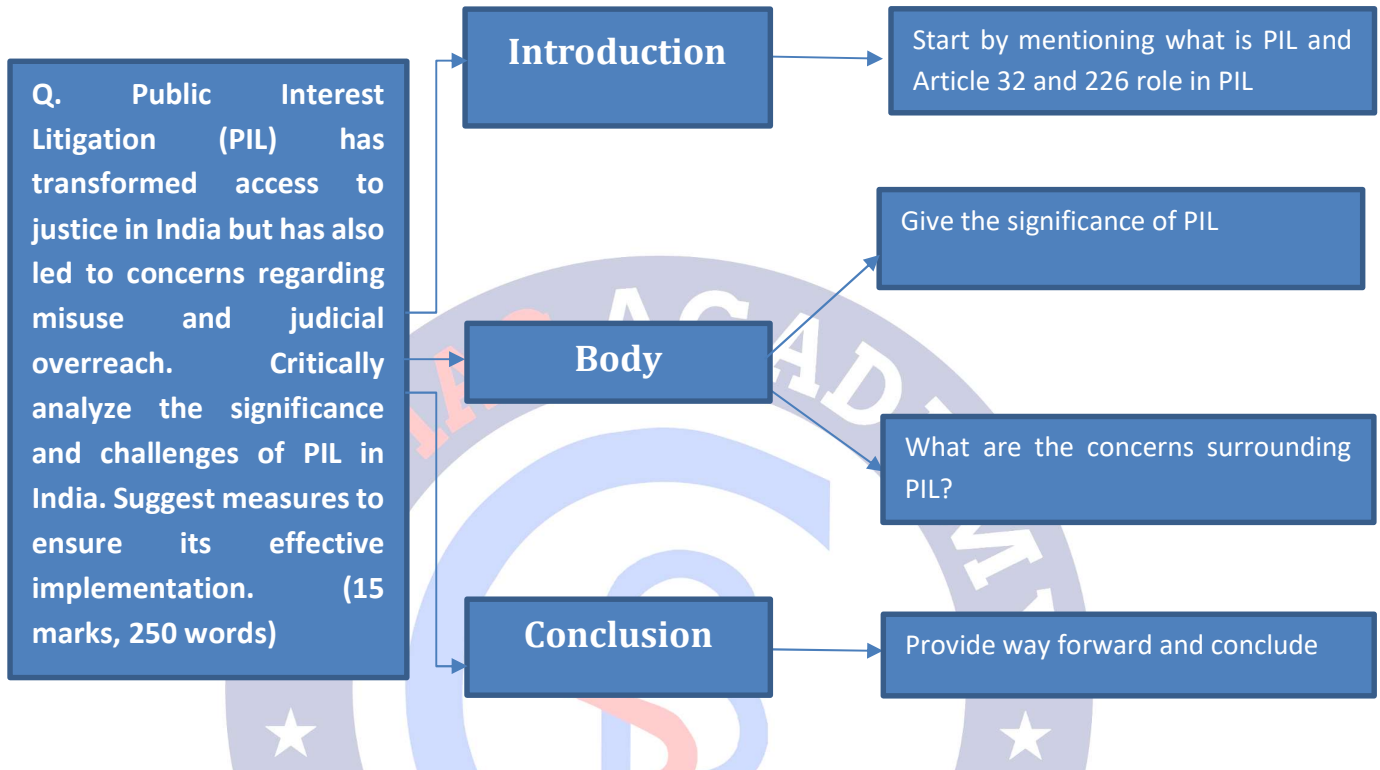 Q. Public Interest
Litigation (PIL) has
transformed access to
justice in India but has also
led to concerns regarding
misuse and judicial
overreach. Critically
analyze the significance
and challenges of PIL in
India. Suggest measures to
ensure its effective
implementation. (15
marks, 250 words)
Introduction
Start by mentioning what is PIL and
Article 32 and 226 role in PIL
Body
Give the significance of PIL
What are the concerns surrounding
PIL?
Conclusion
Provide way forward and conclude